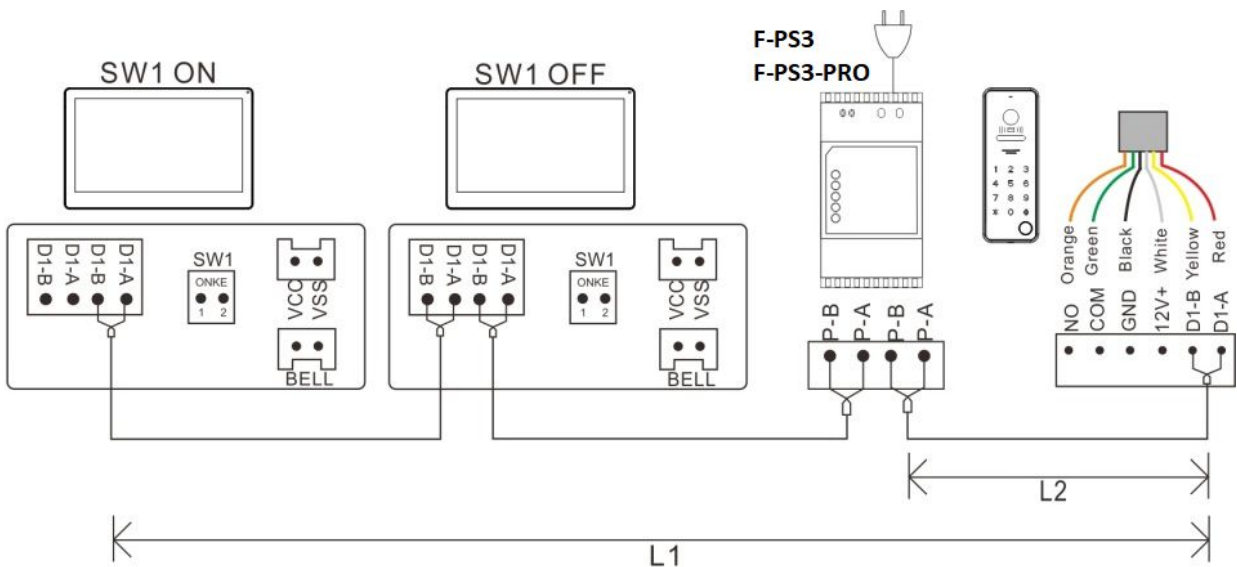 F-PS3
F-PS3-PRO
SW1 ON
SW1 OFF
D1-B D1-A D1-B D1-A
SW1
ONKE
1 2
VCC
VSS
BELL
D1-B D1-A D1-B D1-A
SW1
ONKE
1 2
VCC
VSS
BELL
P-B P-A P-B P-A
1 2 3
4 5 6
7 8 9
Orange Green Black White Yellow Red
NO COM GND 12V+ D1-B D1-A
L2
L1